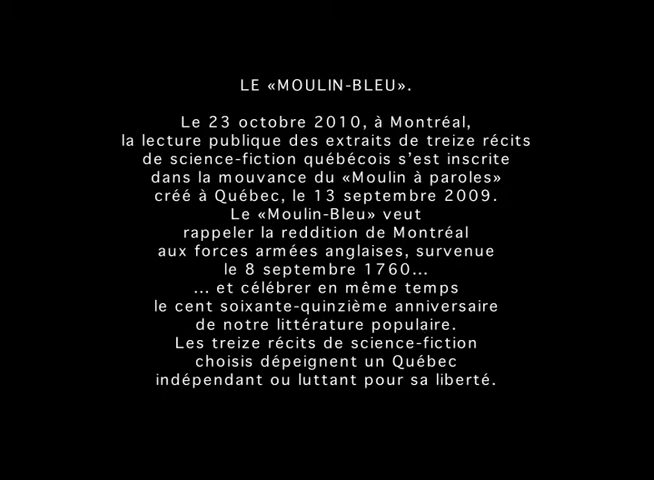 LE «MOULIN-BLEU».
Le 23 octobre 2010, à Montréal,
la lecture publique des extraits de treize récits
de science-fiction québécois s'est inscrite
dans la mouvance du «Moulin à paroles»
créé à Québec, le 13 septembre 2009.
Le «Moulin-Bleu» veut
rappeler la reddition de Montréal
aux forces armées anglaises, survenue
le 8 septembre 1760...
... et célébrer en même temps
le cent soixante-quinzième anniversaire
de notre littérature populaire.
Les treize récits de science-fiction
choisis dépeignent un Québec
indépendant ou luttant pour sa liberté.